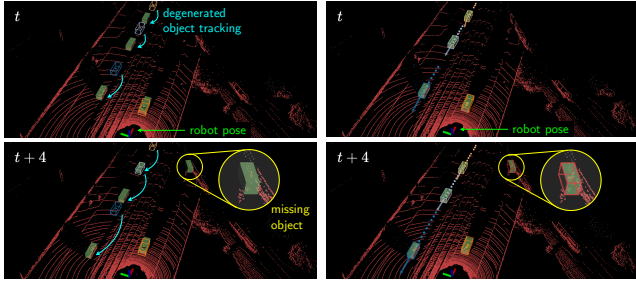 t
degenerated
object tracking
robot pose
t
robot pose
t + 4
missing
object
t + 4